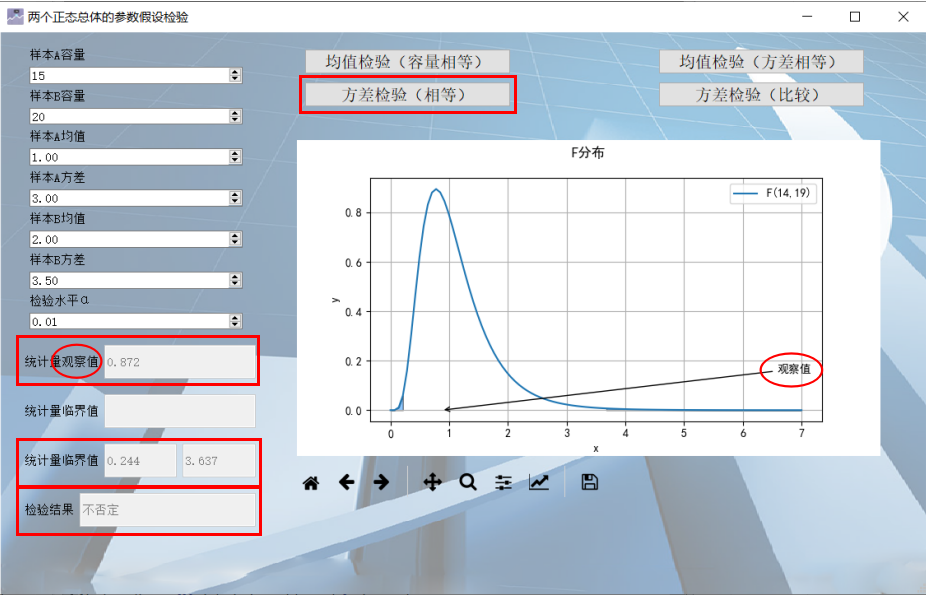 两个正态总体的参数假设检验
样本A容量
15
样本B容量
20
样本A均值
1.00
样本A方差
3.00
样本B均值
2.00
样本B方差
3.50
检验水平α
0.01
统计量观察值 0.872
统计量临界值
统计量临界值 0.244 3.637
检验结果 不否定
均值检验（容量相等） 均值检验（方差相等）
方差检验（相等） 方差检验（比较）
F分布
F(14,19)
0.8
0.6
y
0.4
0.2
观察值
0.0
0 1 2 3 4 5 6 7
x